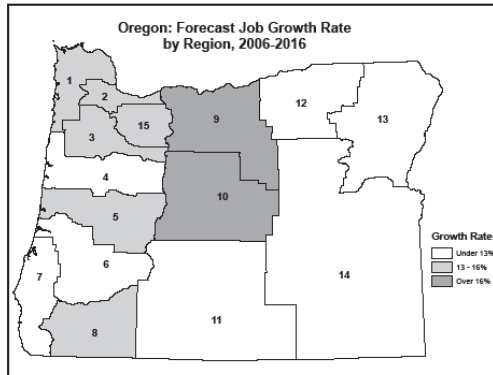 Oregon: Forecast Job Growth Rate
by Region, 2006-2016
1
2
3
15
9
12
13
4
10
5
7
6
14
8
11
Growth Rates
Under 13%
13 - 16%
Over 16%